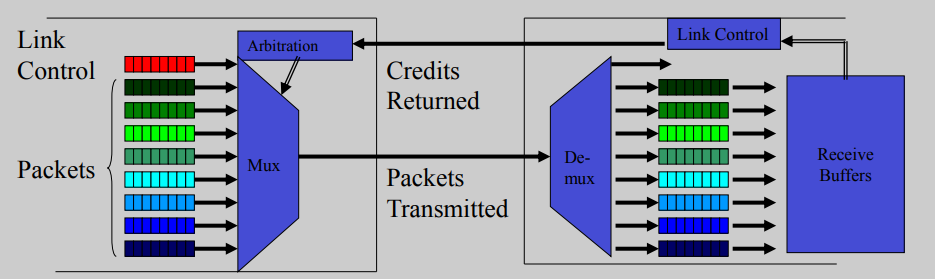 Link
Control
Packets
Arbitration
Mux
Credits
Returned
Packets
Transmitted
De-
mux
Link Control
Receive
Buffers